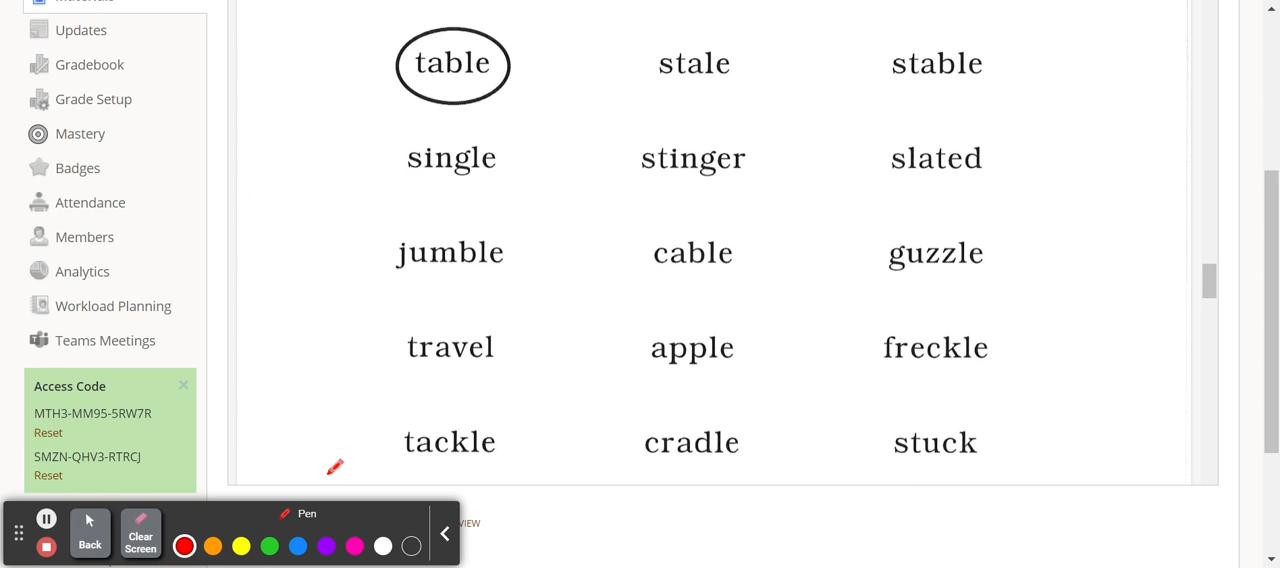 Updates
Gradebook
Grade Setup
Mastery
Badges
Attendance
Members
Analytics
Workload Planning
Teams Meetings
Access Code
MTH3-MM95-5RW7R
Reset
SMZN-QHV3-RTRCJ
Reset
table stale stable
single stinger slated
jumble cable guzzle
travel apple freckle
tackle cradle stuck
VIEW
Pen
Back
Clear
Screen